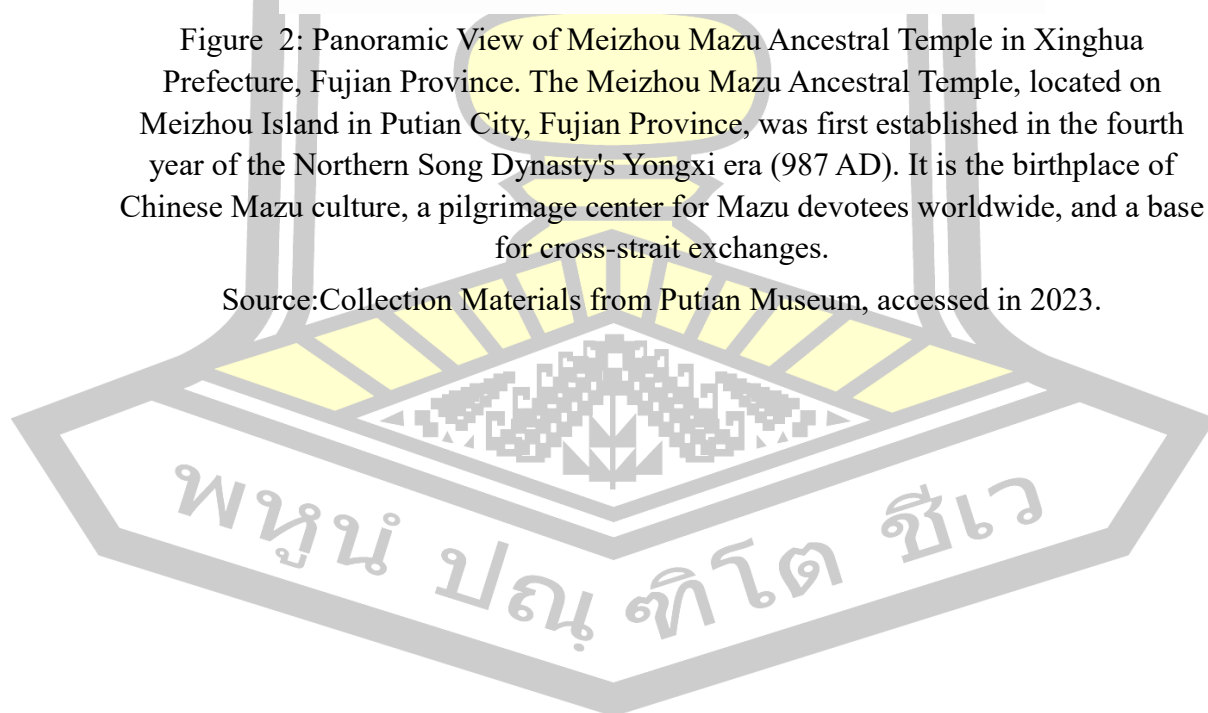 Figure  2: Panoramic View of Meizhou Mazu Ancestral Temple in Xinghua
Prefecture, Fujian Province. The Meizhou Mazu Ancestral Temple, located on
Meizhou Island in Putian City, Fujian Province, was first established in the fourth
year of the Northern Song Dynasty's Yongxi era (987 AD). It is the birthplace of
Chinese Mazu culture, a pilgrimage center for Mazu devotees worldwide, and a base
for cross-strait exchanges.
Source:Collection Materials from Putian Museum, accessed in 2023.
พหูนํ ปณฺฑิโต ชีเว